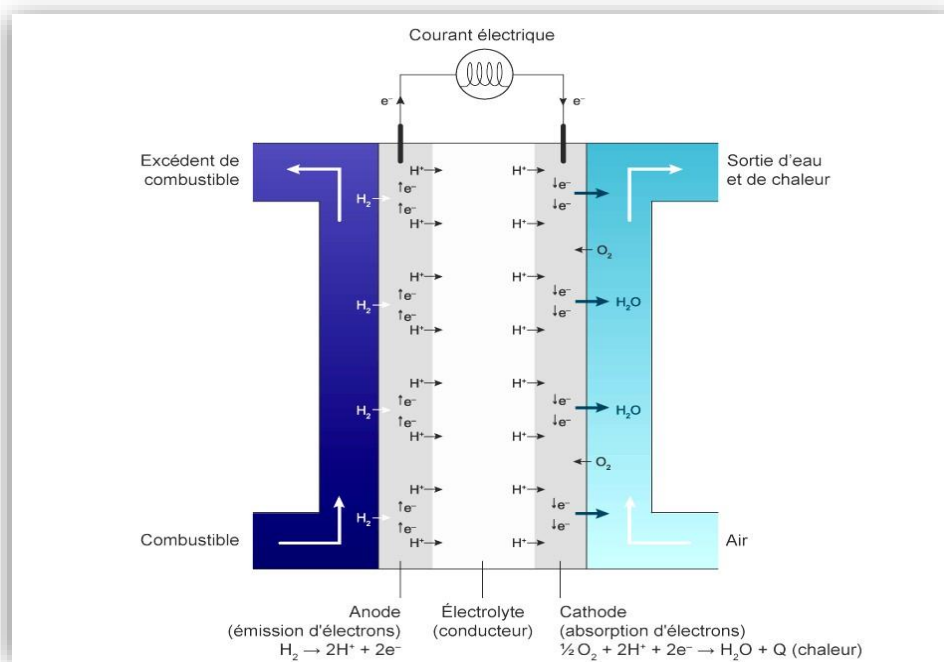 Courant électrique
e⁻
e⁻
Excédent de
combustible
Sortie d'eau
et de chaleur
H⁺
H⁺
H₂
↑e⁻
↓e⁻
↑e⁻
↓e⁻
H⁺
H⁺
O₂
H⁺
H⁺
↑e⁻
↓e⁻
H₂
H₂O
↑e⁻
↓e⁻
H⁺
H⁺
H⁺
H⁺
↑e⁻
↓e⁻
H₂
H₂O
↑e⁻
↓e⁻
H⁺
H⁺
O₂
H⁺
H⁺
↑e⁻
↓e⁻
H₂
↑e⁻
↓e⁻
Combustible
H⁺
H⁺
Air
Anode
(émission d'électrons)
H₂ → 2H⁺ + 2e⁻
Électrolyte
(conducteur)
Cathode
(absorption d'électrons)
½ O₂ + 2H⁺ + 2e⁻ → H₂O + Q (chaleur)